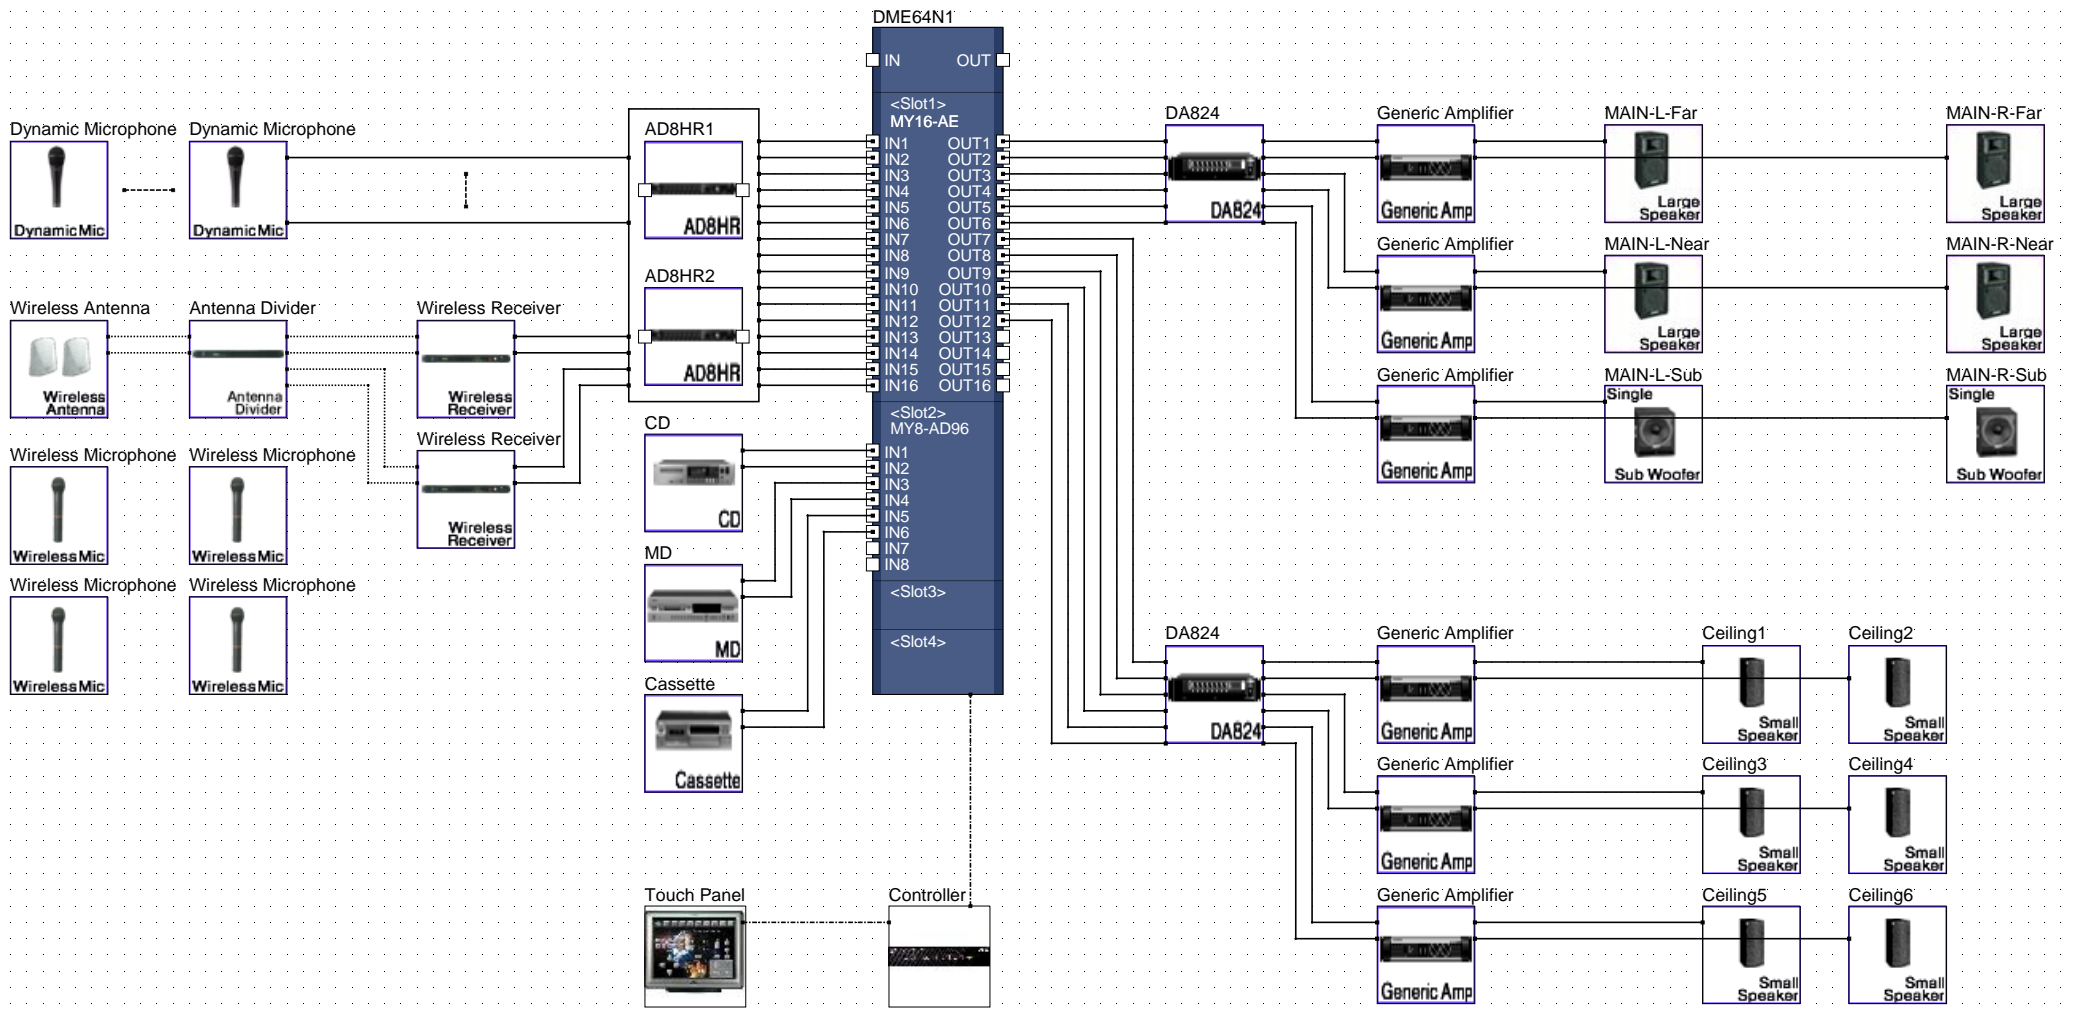 DME64N1
IN OUT
<Slot1>
MY16-AE
IN1 OUT1
IN2 OUT2
IN3 OUT3
IN4 OUT4
IN5 OUT5
IN6 OUT6
IN7 OUT7
IN8 OUT8
IN9 OUT9
IN10 OUT10
IN11 OUT11
IN12 OUT12
IN13 OUT13
IN14 OUT14
IN15 OUT15
IN16 OUT16
<Slot2>
MY8-AD96
IN1
IN2
IN3
IN4
IN5
IN6
IN7
IN8
<Slot3>
<Slot4>
Dynamic Microphone
DynamicMic
Dynamic Microphone
DynamicMic
AD8HR1
AD8HR
AD8HR2
AD8HR
Wireless Antenna
Wireless
Antenna
Antenna Divider
Antenna
Divider
Wireless Receiver
Wireless
Receiver
Wireless Receiver
Wireless
Receiver
Wireless Microphone
WirelessMic
Wireless Microphone
WirelessMic
Wireless Microphone
WirelessMic
Wireless Microphone
WirelessMic
CD
CD
MD
MD
Cassette
Cassette
Touch Panel
Controller
DA824
DA824
Generic Amplifier
Generic Amp
MAIN-L-Far
Large
Speaker
MAIN-R-Far
Large
Speaker
Generic Amplifier
Generic Amp
MAIN-L-Near
Large
Speaker
MAIN-R-Near
Large
Speaker
Generic Amplifier
Generic Amp
MAIN-L-Sub
Single
Sub Woofer
MAIN-R-Sub
Single
Sub Woofer
DA824
DA824
Generic Amplifier
Generic Amp
Ceiling1
Small
Speaker
Ceiling2
Small
Speaker
Generic Amplifier
Generic Amp
Ceiling3
Small
Speaker
Ceiling4
Small
Speaker
Generic Amplifier
Generic Amp
Ceiling5
Small
Speaker
Ceiling6
Small
Speaker